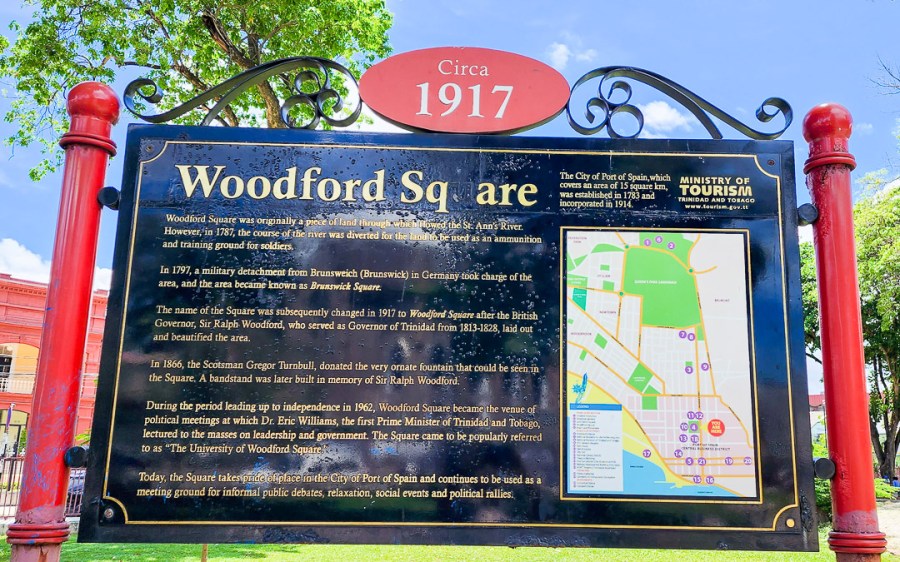 Circa
1917
Woodford Sq are
The City of Port of Spain,which
covers an area of 15 square km,
was established in 1783 and
incorporated in 1914.
MINISTRY OF
TOURISM
TRINIDAD AND TOBAGO
www.tourism.gov.tt
Woodford Square was originally a piece of land through which flowed the St. Ann's River.
However, in 1787, the course of the river was diverted for the land to be used as an ammunition
and training ground for soldiers.
In 1797, a military detachment from Brunsweich (Brunswick) in Germany took charge of the
area, and the area became known as Brunswick Square.
The name of the Square was subsequently changed in 1917 to Woodford Square after the British
Governor, Sir Ralph Woodford, who served as Governor of Trinidad from 1813-1828, laid out
and beautified the area.
In 1866, the Scotsman Gregor Turnbull, donated the very ornate fountain that could be seen in
the Square. A bandstand was later built in memory of Sir Ralph Woodford.
During the period leading up to independence in 1962, Woodford Square became the venue of
political meetings at which Dr. Eric Williams, the first Prime Minister of Trinidad and Tobago,
lectured to the masses on leadership and government. The Square came to be popularly referred
to as "The University of Woodford Square"
Today, the Square takes pride of place in the City of Port of Spain and continues to be used as a
meeting ground for informal public debates, relaxation, social events and political rallies.
YOU
ARE
HERE